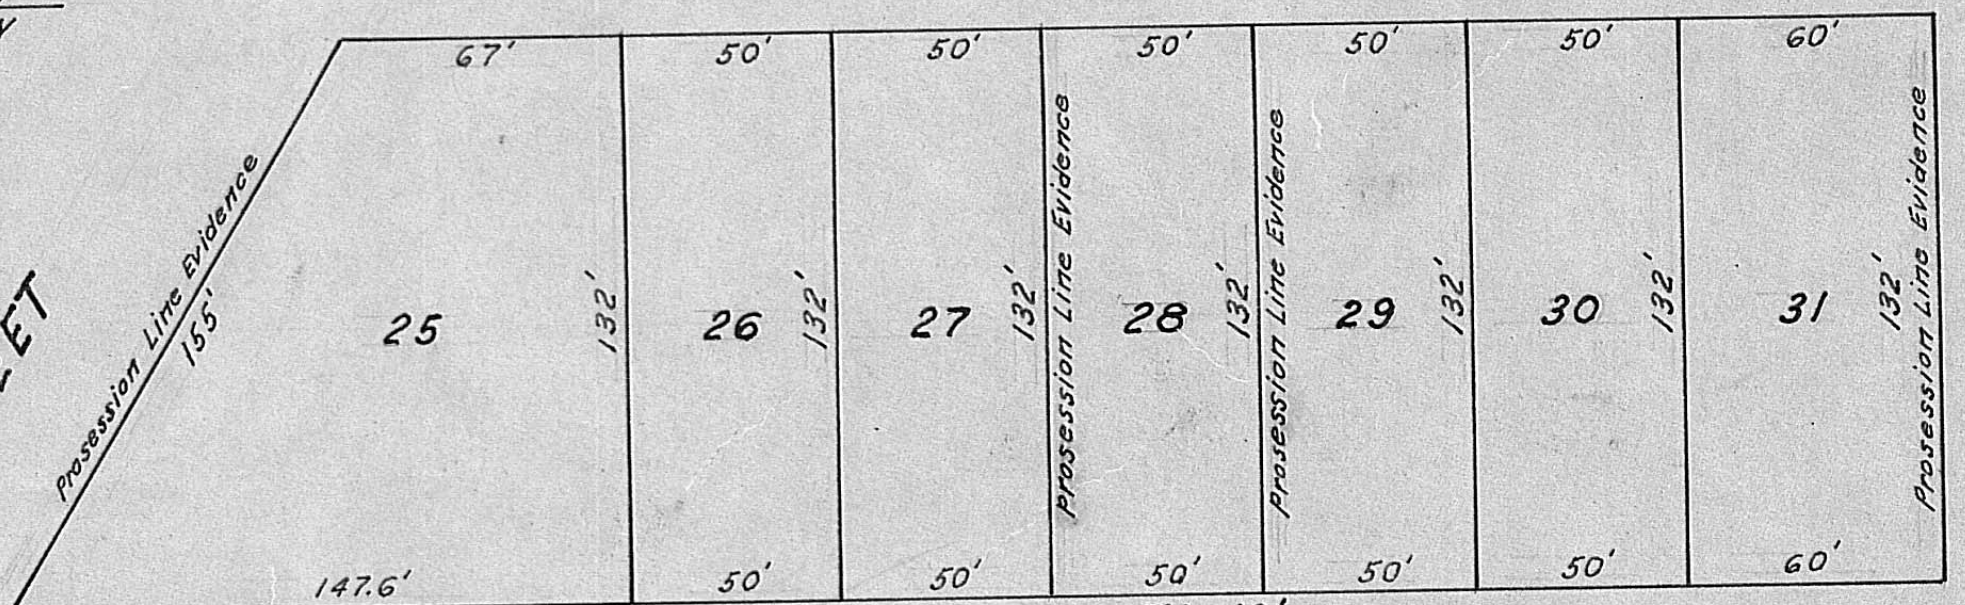 67' 50' 50' 50' 50' 50' 60'
Prosession Line Evidence
155'
25 132' 26 132' 27 132' 28 132' 29 132' 30 132' 31 132'
Prosession Line Evidence
Prosession Line Evidence
Prosession Line Evidence
147.6' 50' 50' 50' 50' 50' 60'